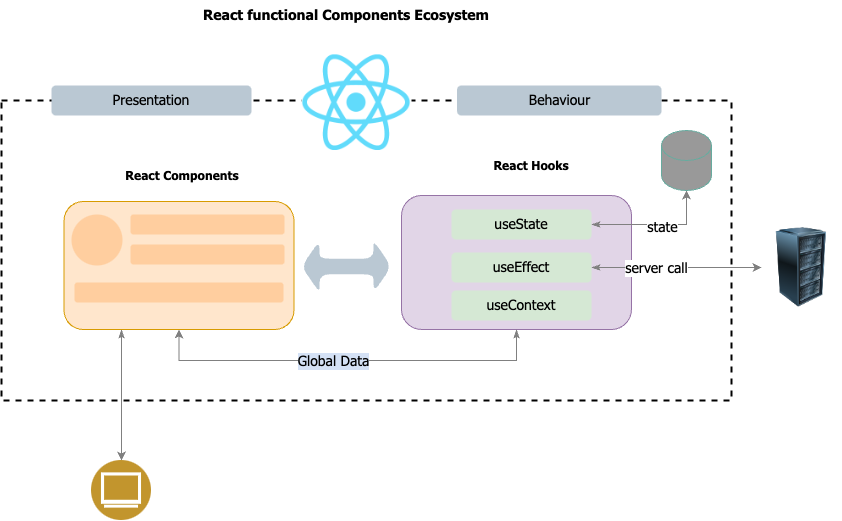 React functional Components Ecosystem
Presentation
Behaviour
React Components
React Hooks
useState
state
useEffect
server call
useContext
Global Data